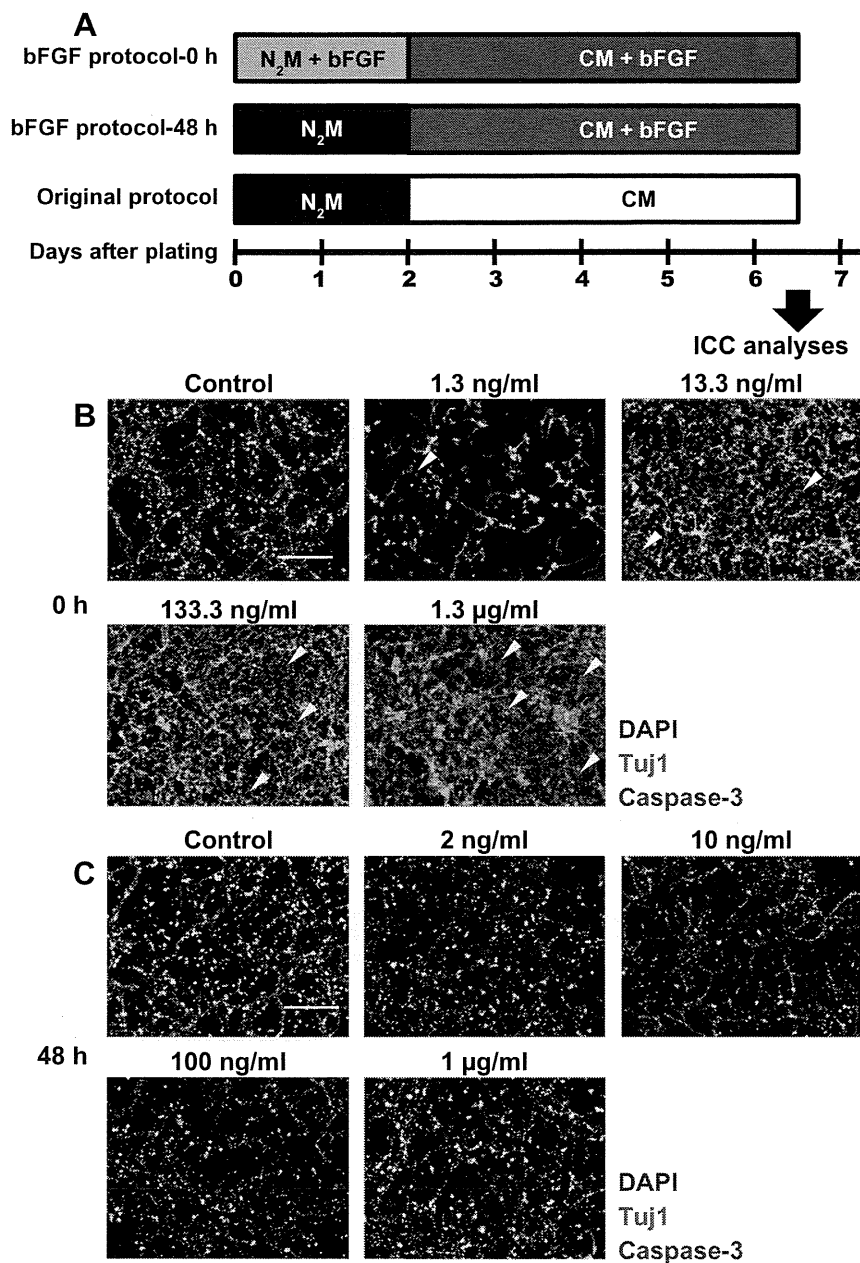 A
bFGF protocol-0 h
N2M + bFGF
CM + bFGF
bFGF protocol-48 h
N2M
CM + bFGF
Original protocol
N2M
CM
Days after plating
0 1 2 3 4 5 6 7
ICC analyses
B
Control
1.3 ng/ml
13.3 ng/ml
0 h
133.3 ng/ml
1.3 µg/ml
DAPI
Tuj1
Caspase-3
C
Control
2 ng/ml
10 ng/ml
48 h
100 ng/ml
1 µg/ml
DAPI
Tuj1
Caspase-3